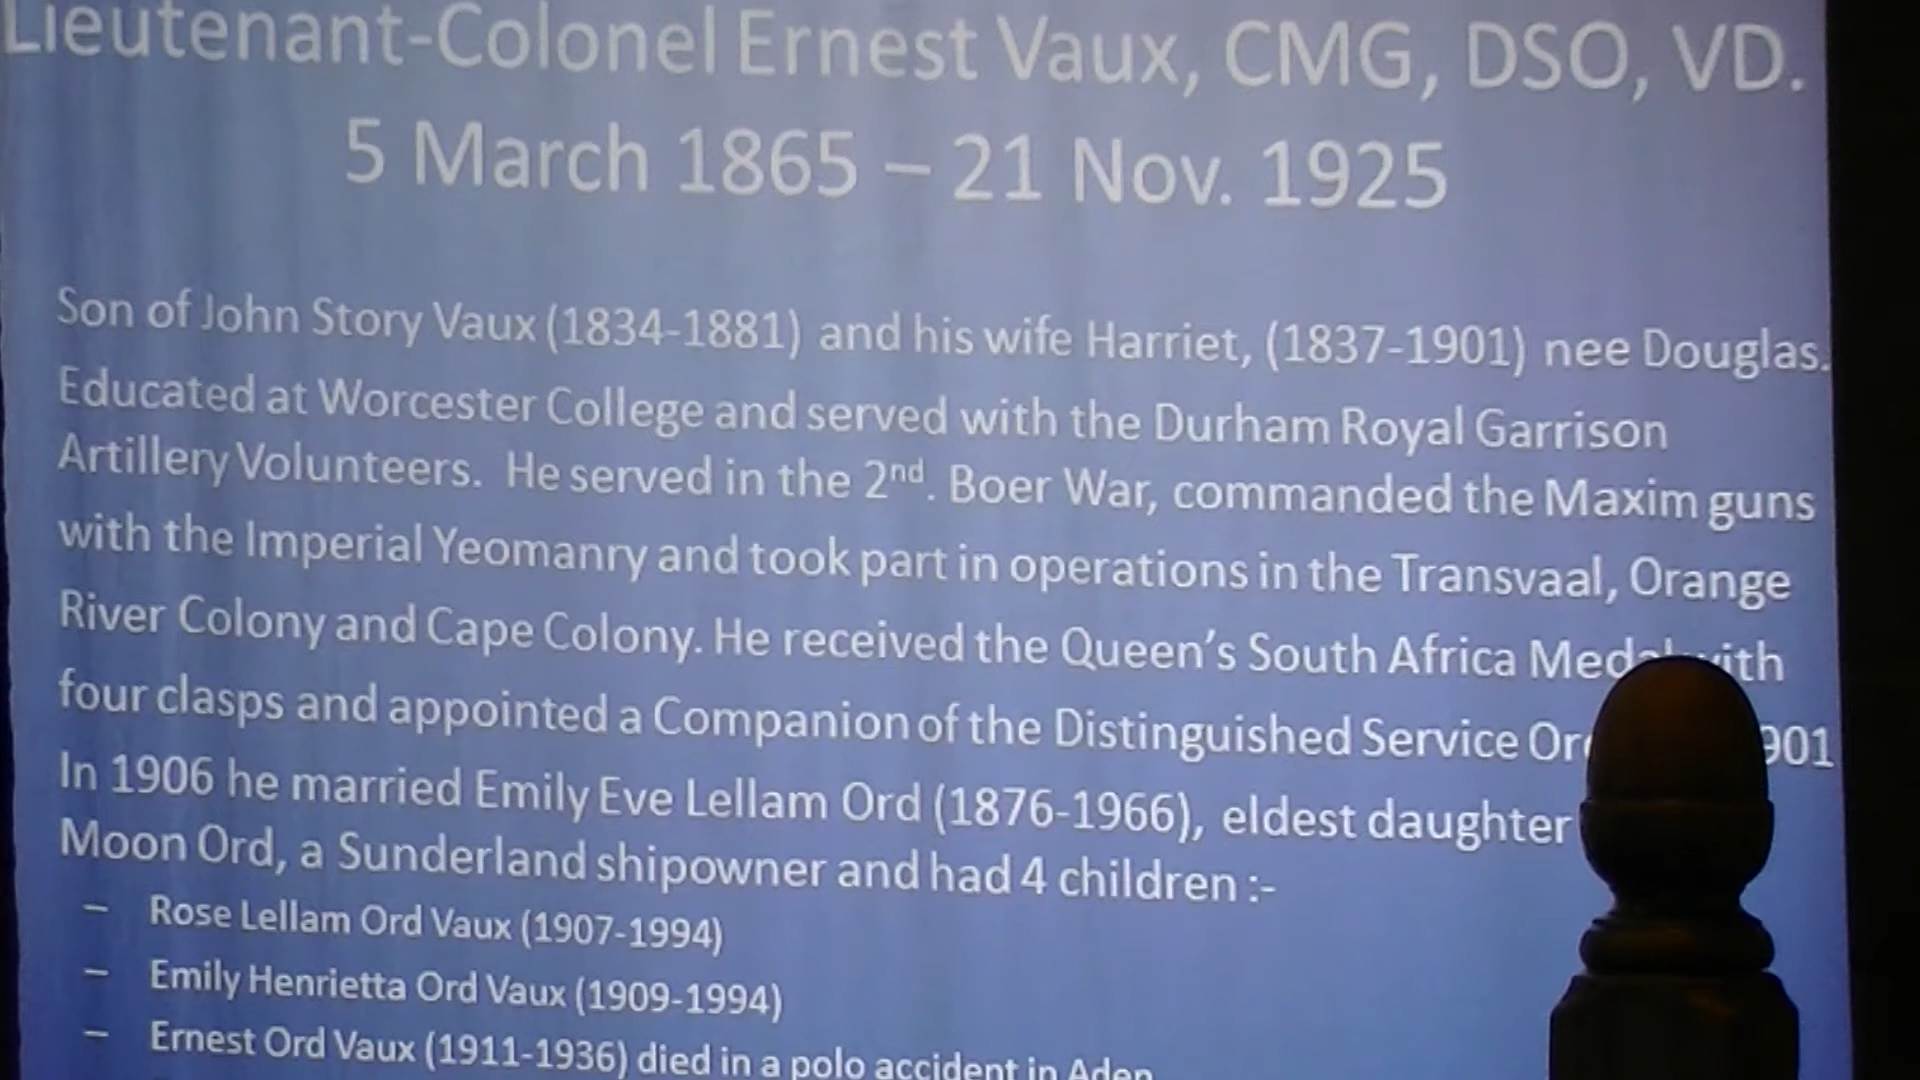 Lieutenant-Colonel Ernest Vaux, CMG, DSO, VD.
5 March 1865 – 21 Nov. 1925
Son of John Story Vaux (1834-1881) and his wife Harriet, (1837-1901) nee Douglas.
Educated at Worcester College and served with the Durham Royal Garrison
Artillery Volunteers. He served in the 2nd. Boer War, commanded the Maxim guns
with the Imperial Yeomanry and took part in operations in the Transvaal, Orange
River Colony and Cape Colony. He received the Queen's South Africa Medal with
four clasps and appointed a Companion of the Distinguished Service
In 1906 he married Emily Eve Lellam Ord (1876-1966), eldest daughter
Moon Ord, a Sunderland shipowner and had 4 children :-
– Rose Lellam Ord Vaux (1907-1994)
– Emily Henrietta Ord Vaux (1909-1994)
– Ernest Ord Vaux (1911-1936) died in a polo accident in Aden